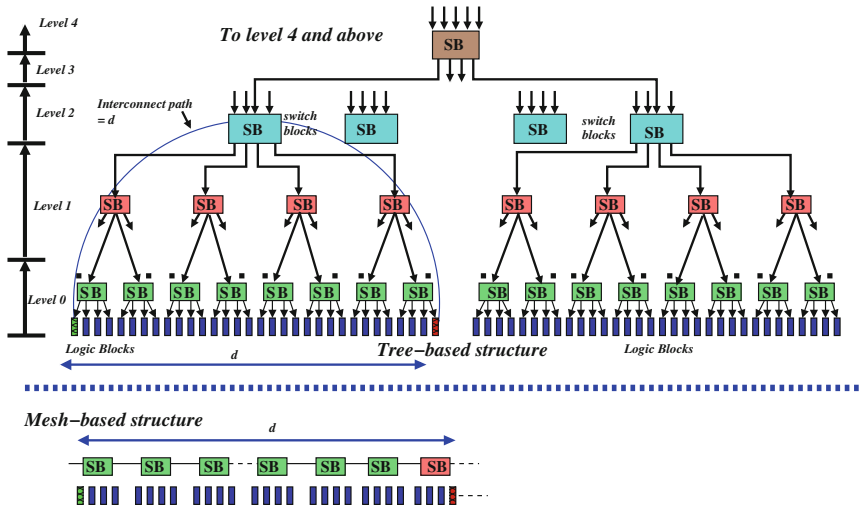 Level 4
To level 4 and above
SB
Level 3
Level 2
Interconnect path
= d
switch
blocks
SB
SB
SB
switch
blocks
SB
Level 1
SB SB SB SB SB SB SB SB
Level 0
SB SB SB SB SB SB SB SB SB SB SB SB SB SB SB SB
Logic Blocks
d
Tree-based structure
Logic Blocks
Mesh-based structure
d
SB SB SB SB SB SB SB